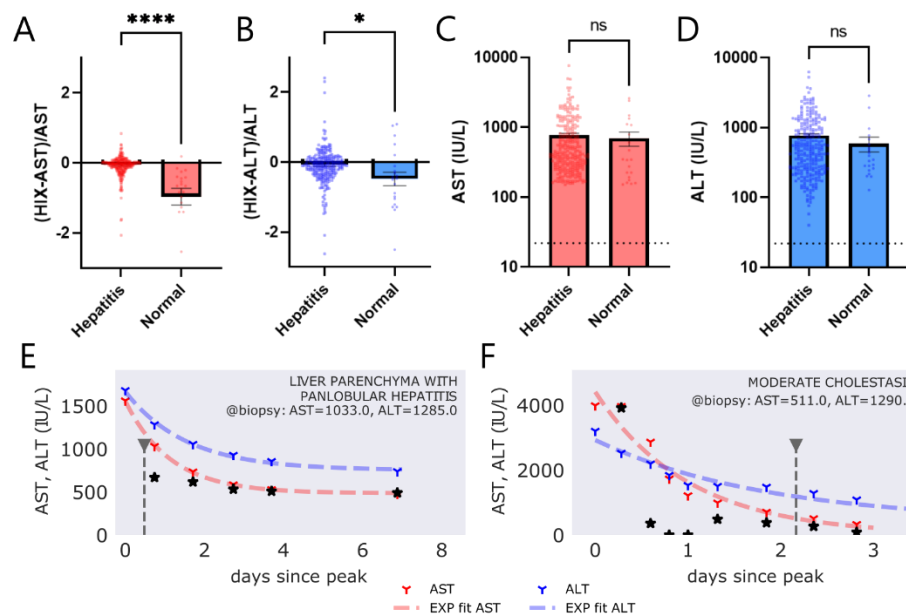 A
****
(HIX-AST)/AST
2
0
-2
Hepatitis
Normal
B
*
(HIX-ALT)/ALT
2
0
-2
Hepatitis
Normal
C
ns
AST (IU/L)
10000
1000
100
10
Hepatitis
Normal
D
ns
ALT (IU/L)
10000
1000
100
10
Hepatitis
Normal
E
AST, ALT (IU/L)
1500
1000
500
0
LIVER PARENCHYMA WITH
PANLOBULAR HEPATITIS
@biopsy: AST=1033.0, ALT=1285.0
0 2 4 6 8
days since peak
F
AST, ALT (IU/L)
4000
2000
0
MODERATE CHOLESTASI
@biopsy: AST=511.0, ALT=1290.
0 1 2 3
days since peak
AST
ALT
EXP fit AST
EXP fit ALT